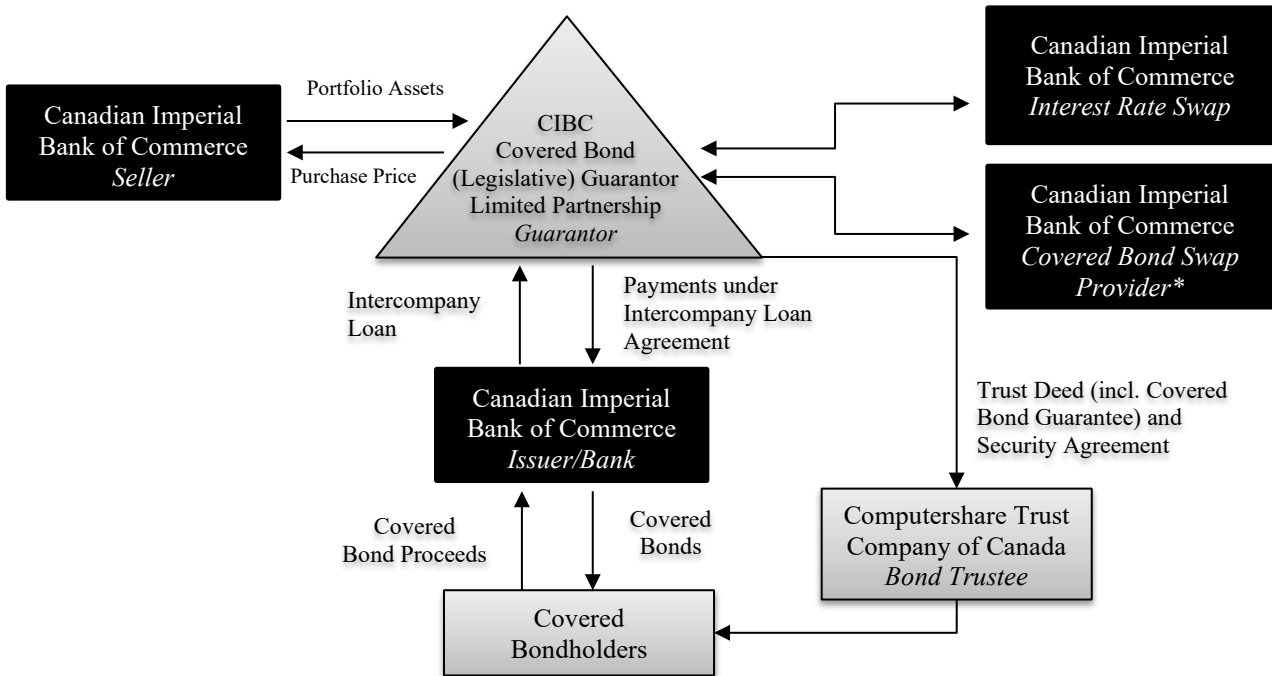 Canadian Imperial
Bank of Commerce
Seller
Portfolio Assets
Purchase Price
CIBC
Covered Bond
(Legislative) Guarantor
Limited Partnership
Guarantor
Canadian Imperial
Bank of Commerce
Interest Rate Swap
Canadian Imperial
Bank of Commerce
Covered Bond Swap
Provider*
Intercompany
Loan
Payments under
Intercompany Loan
Agreement
Canadian Imperial
Bank of Commerce
Issuer/Bank
Trust Deed (incl. Covered
Bond Guarantee) and
Security Agreement
Covered
Bond Proceeds
Covered
Bonds
Computershare Trust
Company of Canada
Bond Trustee
Covered
Bondholders